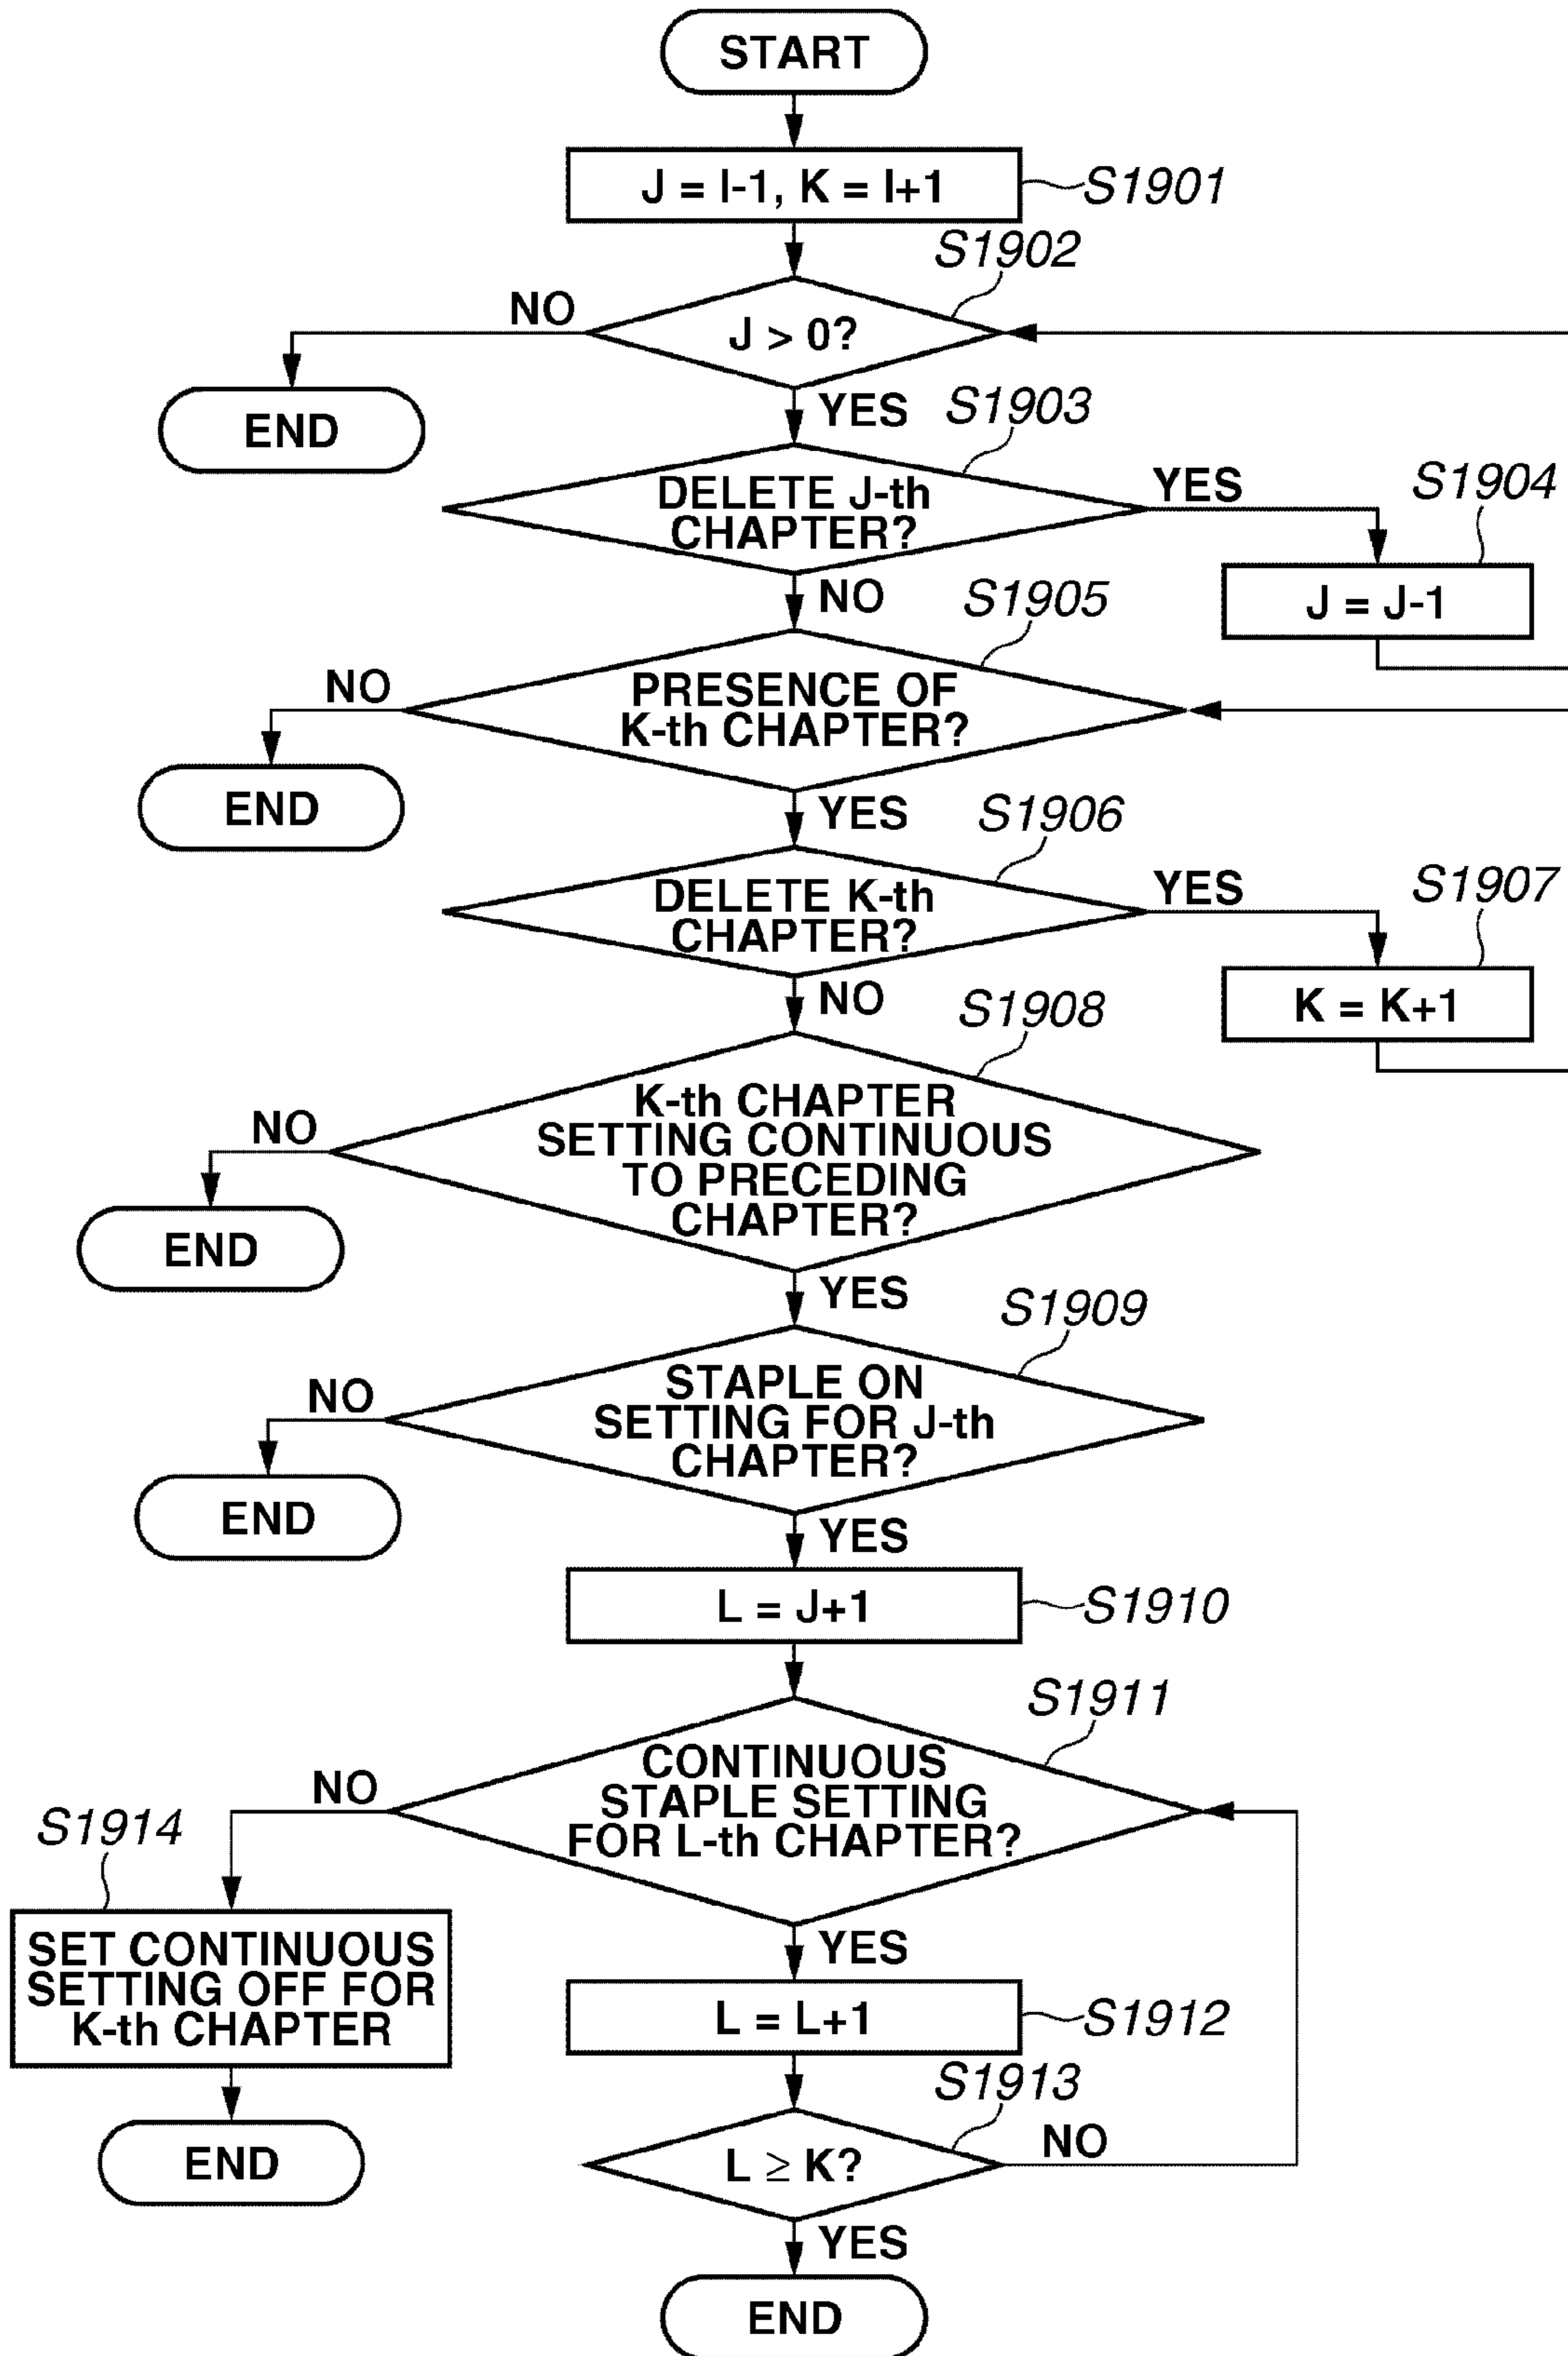 START
J = I-1, K = I+1
S1901
S1902
J > 0?
NO
END
YES
S1903
DELETE J-th
CHAPTER?
YES
S1904
J = J-1
NO
S1905
PRESENCE OF
K-th CHAPTER?
NO
END
YES
S1906
DELETE K-th
CHAPTER?
YES
S1907
K = K+1
NO
S1908
K-th CHAPTER
SETTING CONTINUOUS
TO PRECEDING
CHAPTER?
NO
END
YES
S1909
STAPLE ON
SETTING FOR J-th
CHAPTER?
NO
END
YES
L = J+1
S1910
S1911
CONTINUOUS
STAPLE SETTING
FOR L-th CHAPTER?
NO
S1914
SET CONTINUOUS
SETTING OFF FOR
K-th CHAPTER
END
YES
L = L+1
S1912
S1913
L ≥ K?
NO
YES
END